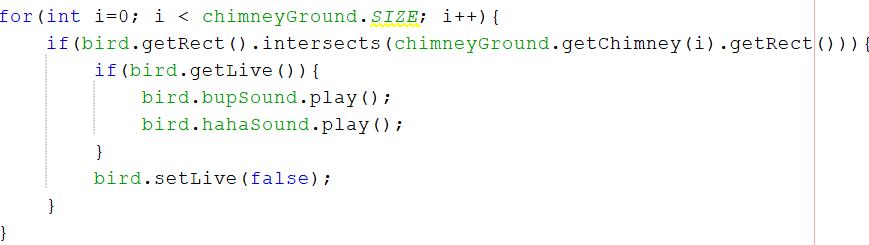 for(int i=0; i < chimneyGround.SIZE; i++){
    if(bird.getRect().intersects(chimneyGround.getChimney(i).getRect())){
        if(bird.getLive()){
            bird.bupSound.play();
            bird.hahaSound.play();
        }
        bird.setLive(false);
    }
}